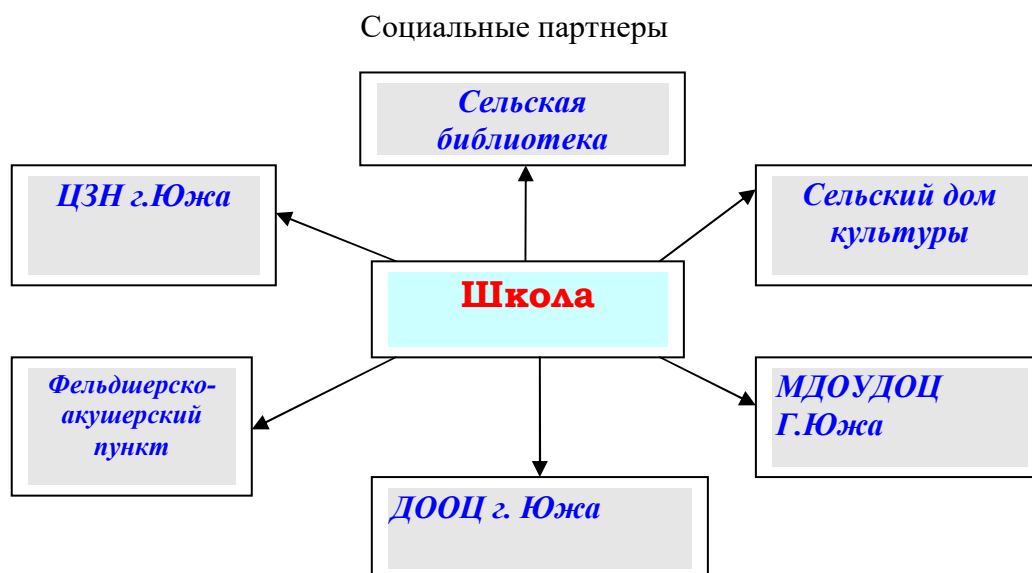 Социальные партнеры
Сельская
библиотека
ЦЗН г.Южа
Сельский дом
культуры
Школа
Фельдшерско-
акушерский
пункт
МДОУДОЦ
Г.Южа
ДООЦ г. Южа